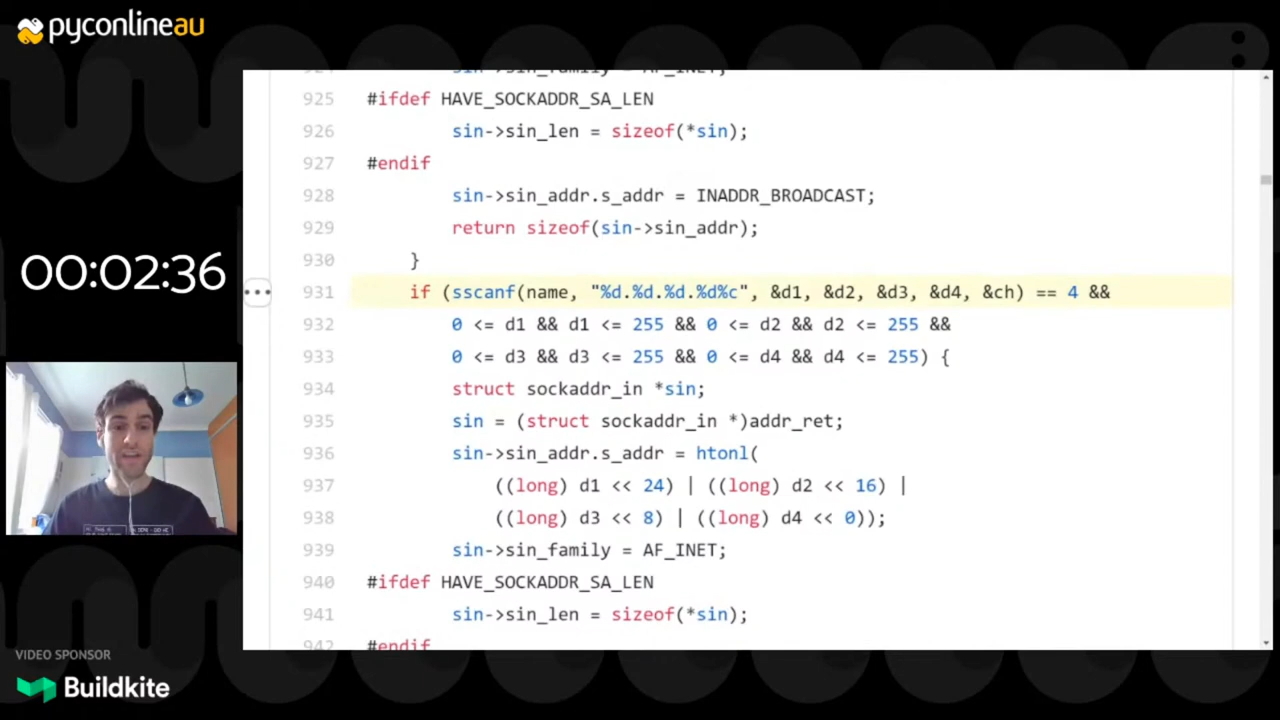 pyconlineau
00:02:36
VIDEO SPONSOR
Buildkite
925 #ifdef HAVE_SOCKADDR_SA_LEN
926 sin->sin_len = sizeof(*sin);
927 #endif
928 sin->sin_addr.s_addr = INADDR_BROADCAST;
929 return sizeof(sin->sin_addr);
930 }
931 if (sscanf(name, "%d.%d.%d.%d%c", &d1, &d2, &d3, &d4, &ch) == 4 &&
932 0 <= d1 && d1 <= 255 && 0 <= d2 && d2 <= 255 &&
933 0 <= d3 && d3 <= 255 && 0 <= d4 && d4 <= 255) {
934 struct sockaddr_in *sin;
935 sin = (struct sockaddr_in *)addr_ret;
936 sin->sin_addr.s_addr = htonl(
937 ((long) d1 << 24) | ((long) d2 << 16) |
938 ((long) d3 << 8) | ((long) d4 << 0));
939 sin->sin_family = AF_INET;
940 #ifdef HAVE_SOCKADDR_SA_LEN
941 sin->sin_len = sizeof(*sin);
942 #endif